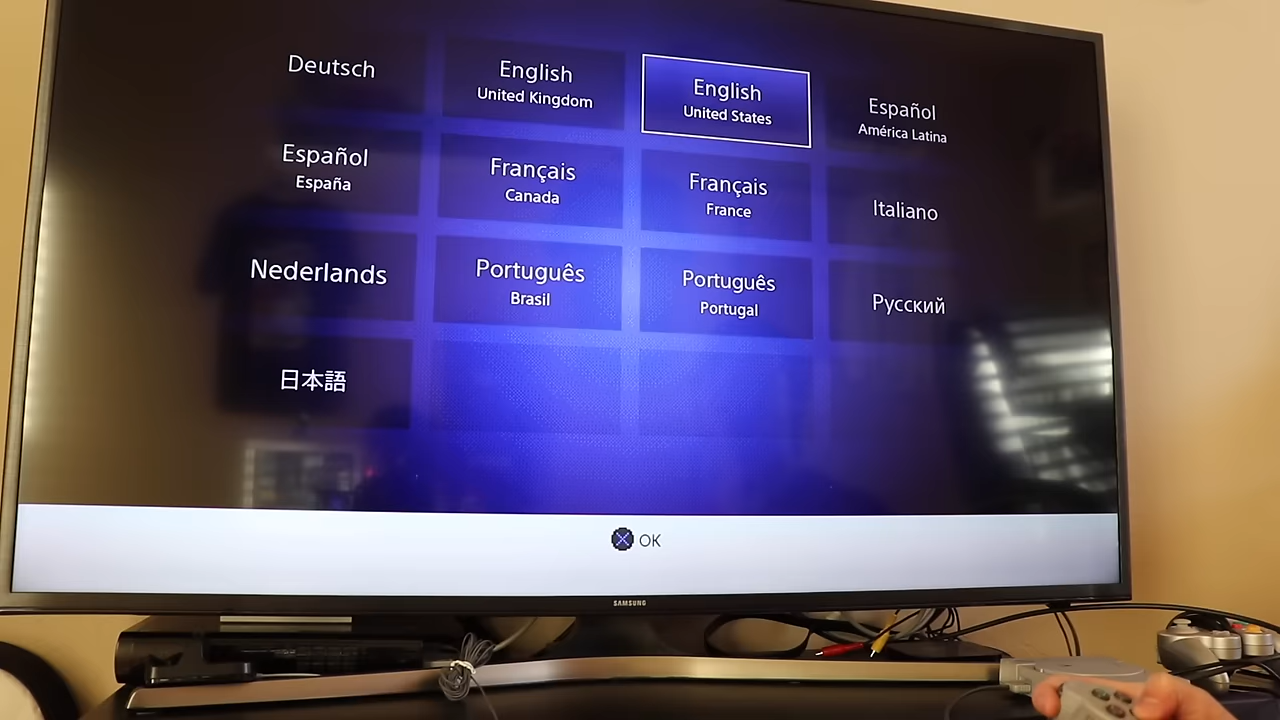 Deutsch
English
United Kingdom
English
United States
Español
América Latina
Español
España
Français
Canada
Français
France
Italiano
Nederlands
Português
Brasil
Português
Portugal
Русский
日本語
OK
SAMSUNG